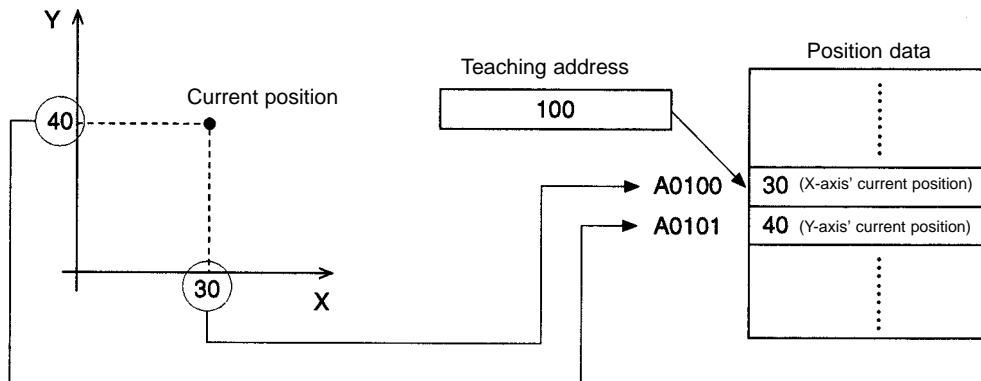 Y
Position data
Teaching address
Current position
100
40
A0100
30 (X-axis' current position)
A0101
40 (Y-axis' current position)
30
X